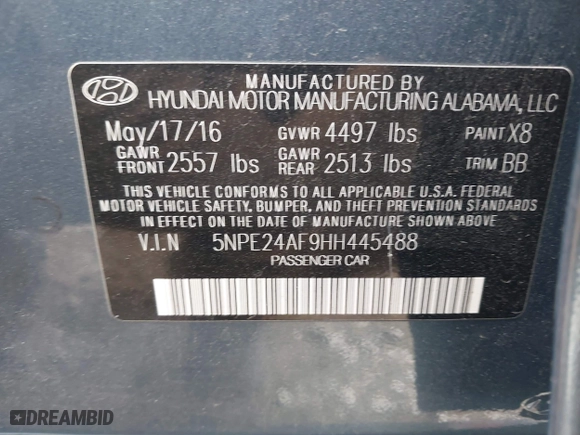 MANUFACTURED BY
HYUNDAI MOTOR MANUFACTURING ALABAMA, LLC
May/17/16 GVWR 4497 lbs PAINT X8
GAWR FRONT 2557 lbs GAWR REAR 2513 lbs TRIM BB
THIS VEHICLE CONFORMS TO ALL APPLICABLE U.S.A. FEDERAL
MOTOR VEHICLE SAFETY, BUMPER, AND THEFT PREVENTION STANDARDS
IN EFFECT ON THE DATE OF MANUFACTURE SHOWN ABOVE.
V.I.N 5NPE24AF9HH445488
PASSENGER CAR
DREAMBID